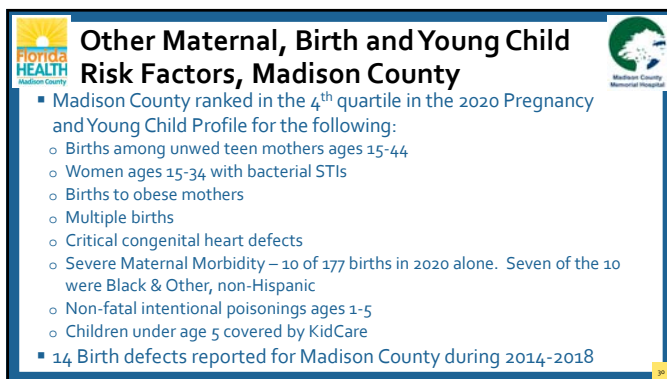 Florida
HEALTH
Madison County
Other Maternal, Birth and Young Child
Risk Factors, Madison County
Madison County
Memorial Hospital
▪ Madison County ranked in the 4th quartile in the 2020 Pregnancy
and Young Child Profile for the following:
o Births among unwed teen mothers ages 15-44
o Women ages 15-34 with bacterial STIs
o Births to obese mothers
o Multiple births
o Critical congenital heart defects
o Severe Maternal Morbidity – 10 of 177 births in 2020 alone. Seven of the 10
were Black & Other, non-Hispanic
o Non-fatal intentional poisonings ages 1-5
o Children under age 5 covered by KidCare
▪ 14 Birth defects reported for Madison County during 2014-2018
30